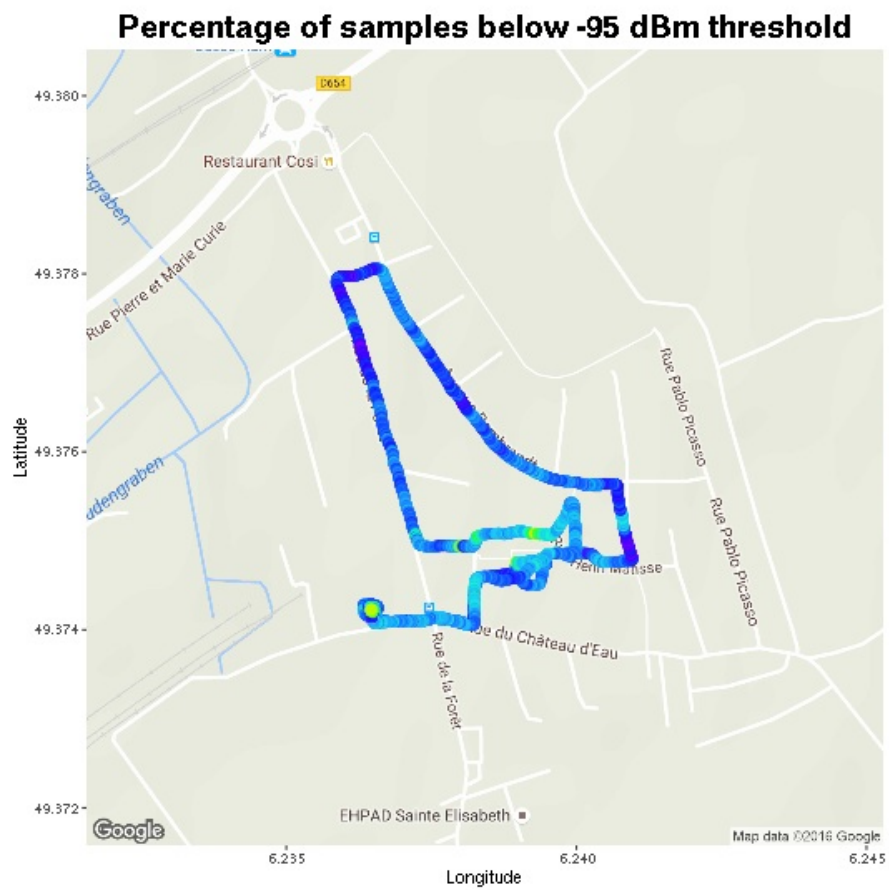 Percentage of samples below -95 dBm threshold
D654
49.380
Restaurant Cosi
Rue Pierre et Marie Curie
49.378
Rue Pablo Picasso
Latitude
49.376
Rue Pablo Picasso
Henri Matisse
49.374
du Château d'Eau
Rue de la Forêt
49.372
EHPAD Sainte Elisabeth
Google
Map data ©2016 Google
6.235
6.240
6.245
Longitude